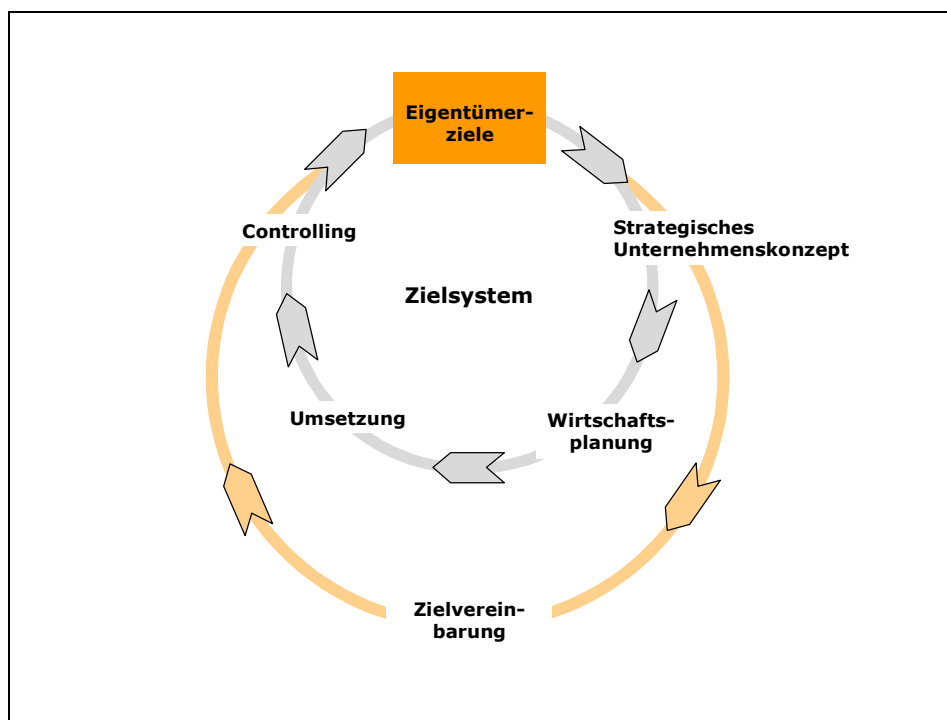 Eigentümer-
ziele
Controlling
Strategisches
Unternehmenskonzept
Zielsystem
Umsetzung
Wirtschafts-
planung
Zielverein-
barung